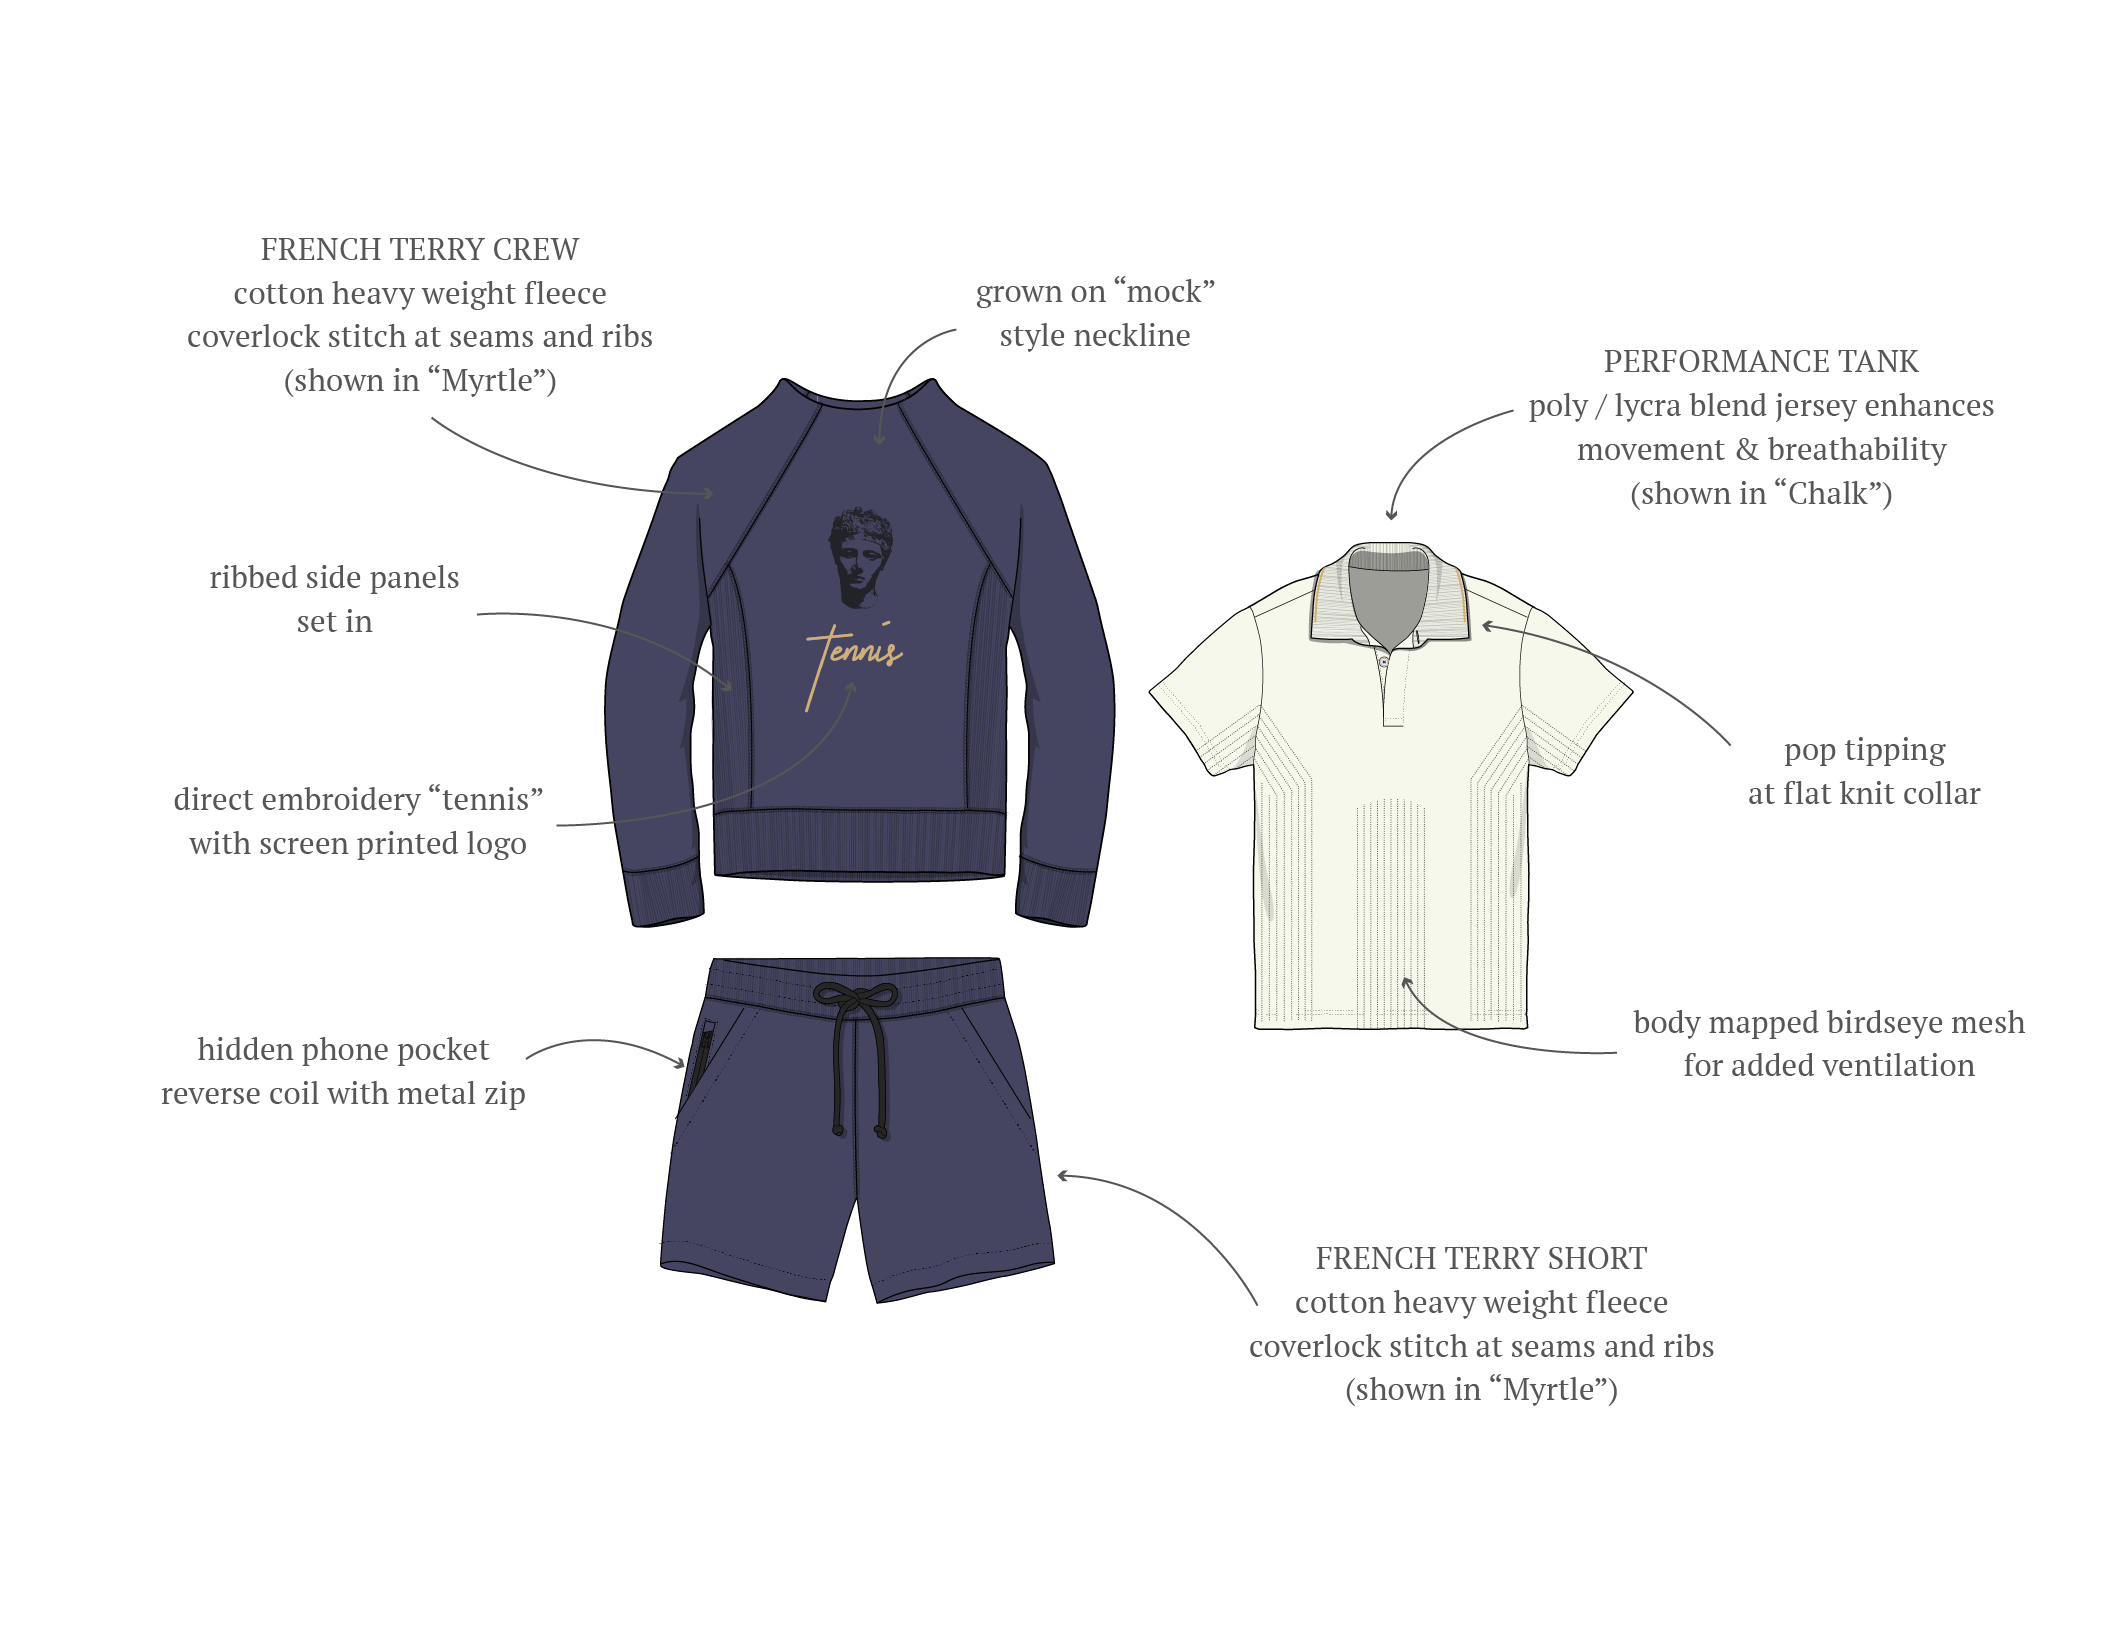 FRENCH TERRY CREW
cotton heavy weight fleece
coverlock stitch at seams and ribs
(shown in “Myrtle”)
grown on “mock”
style neckline
PERFORMANCE TANK
poly / lycra blend jersey enhances
movement & breathability
(shown in “Chalk”)
ribbed side panels
set in
Tennis
direct embroidery “tennis”
with screen printed logo
pop tipping
at flat knit collar
hidden phone pocket
reverse coil with metal zip
body mapped birdseye mesh
for added ventilation
FRENCH TERRY SHORT
cotton heavy weight fleece
coverlock stitch at seams and ribs
(shown in “Myrtle”)